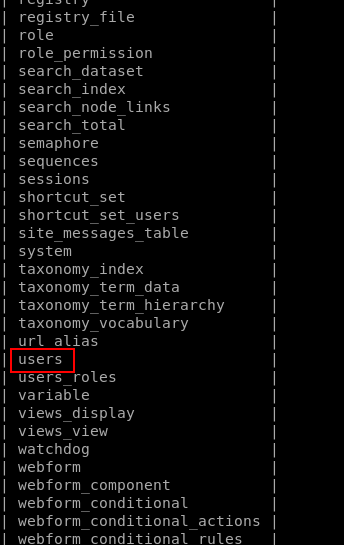 | registry |
| registry_file |
| role |
| role_permission |
| search_dataset |
| search_index |
| search_node_links |
| search_total |
| semaphore |
| sequences |
| sessions |
| shortcut_set |
| shortcut_set_users |
| site_messages_table |
| system |
| taxonomy_index |
| taxonomy_term_data |
| taxonomy_term_hierarchy |
| taxonomy_vocabulary |
| url_alias |
| users |
| users_roles |
| variable |
| views_display |
| views_view |
| watchdog |
| webform |
| webform_component |
| webform_conditional |
| webform_conditional_actions |
| webform_conditional_rules |